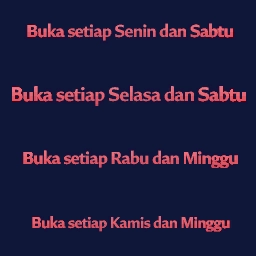 Buka setiap Senin dan Sabtu
Buka setiap Selasa dan Sabtu
Buka setiap Rabu dan Minggu
Buka setiap Kamis dan Minggu